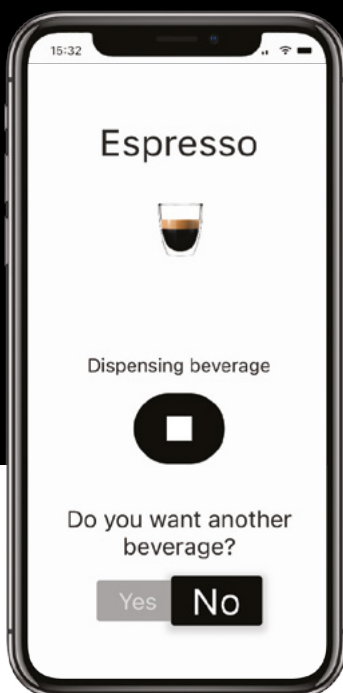 15:32
Espresso
Dispensing beverage
Do you want another
beverage?
Yes No